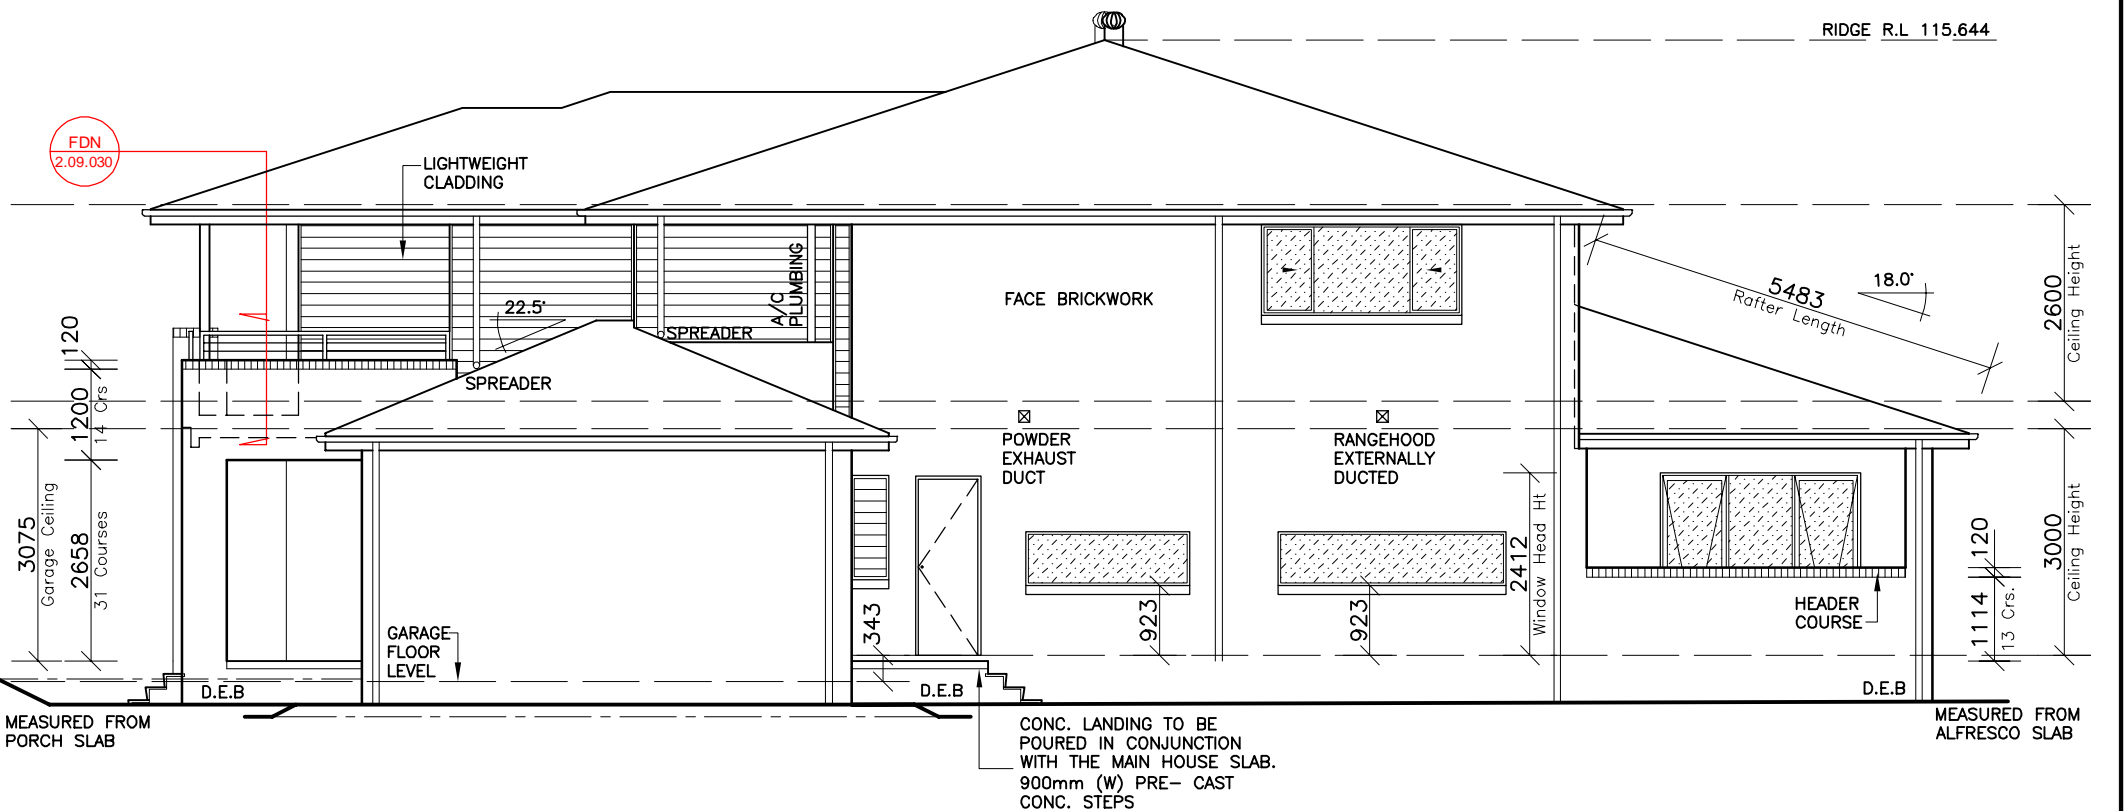 RIDGE R.L 115.644
FDN
2.09.030
LIGHTWEIGHT
CLADDING
22.5°
SPREADER
SPREADER
A/C
PLUMBING
FACE BRICKWORK
5483
Rafter Length
18.0°
2600
Ceiling Height
120
1200
14 Crs
3075
Garage Ceiling
2658
31 Courses
POWDER
EXHAUST
DUCT
RANGEHOOD
EXTERNALLY
DUCTED
2412
Window Head Ht
3000
Ceiling Height
120
1114
13 Crs.
HEADER
COURSE
343
923
923
GARAGE
FLOOR
LEVEL
D.E.B
D.E.B
D.E.B
MEASURED FROM
PORCH SLAB
CONC. LANDING TO BE
POURED IN CONJUNCTION
WITH THE MAIN HOUSE SLAB.
900mm (W) PRE- CAST
CONC. STEPS
MEASURED FROM
ALFRESCO SLAB